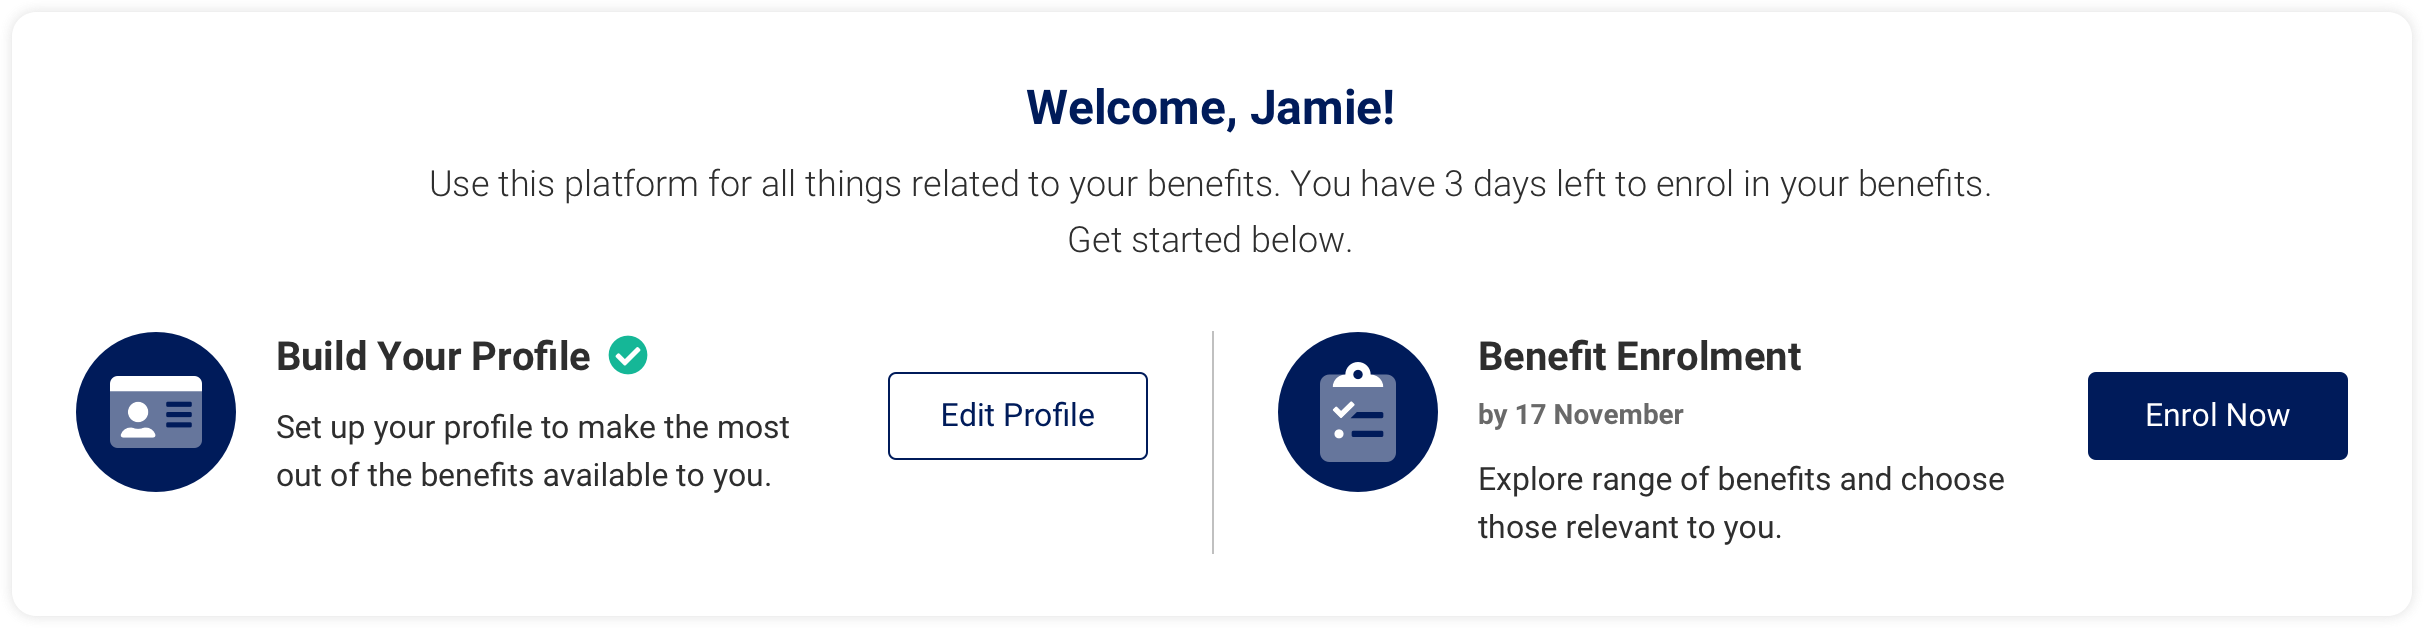 Welcome, Jamie!
Use this platform for all things related to your benefits. You have 3 days left to enrol in your benefits.
Get started below.
Build Your Profile
Set up your profile to make the most
out of the benefits available to you.
Edit Profile
Benefit Enrolment
by 17 November
Explore range of benefits and choose
those relevant to you.
Enrol Now